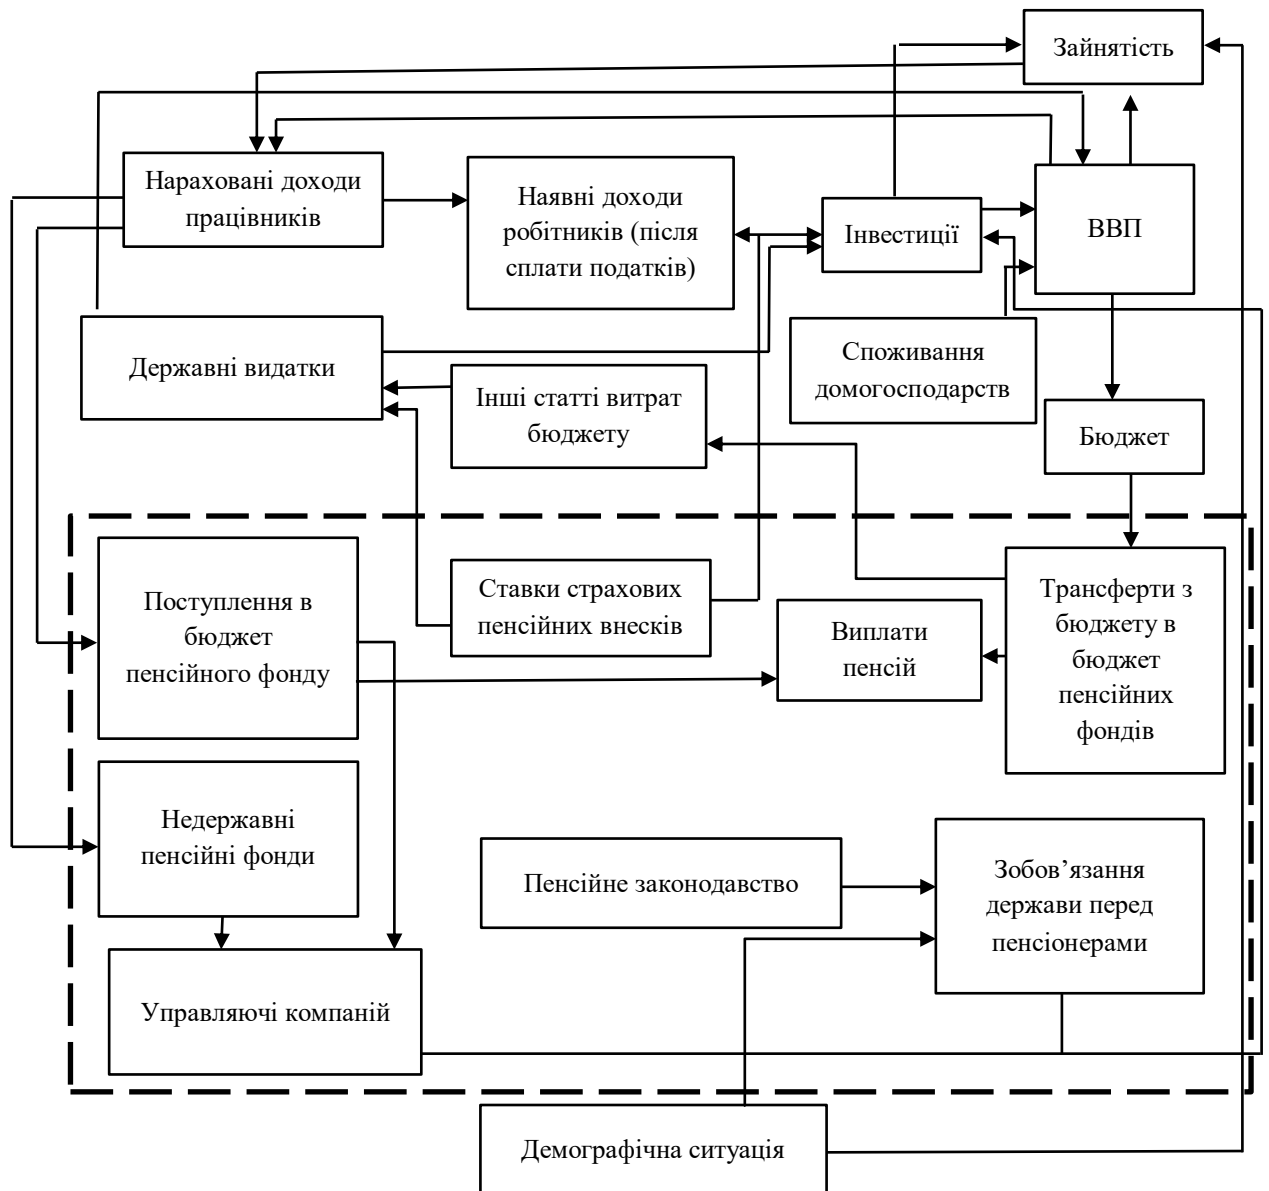 Зайнятість
Нараховані доходи
працівників
Наявні доходи
робітників (після
сплати податків)
Інвестиції
ВВП
Державні видатки
Інші статті витрат
бюджету
Споживання
домогосподарств
Бюджет
Поступлення в
бюджет
пенсійного фонду
Ставки страхових
пенсійних внесків
Виплати
пенсій
Трансферти з
бюджету в
бюджет
пенсійних
фондів
Недержавні
пенсійні фонди
Пенсійне законодавство
Зобов’язання
держави перед
пенсіонерами
Управляючі компаній
Демографічна ситуація